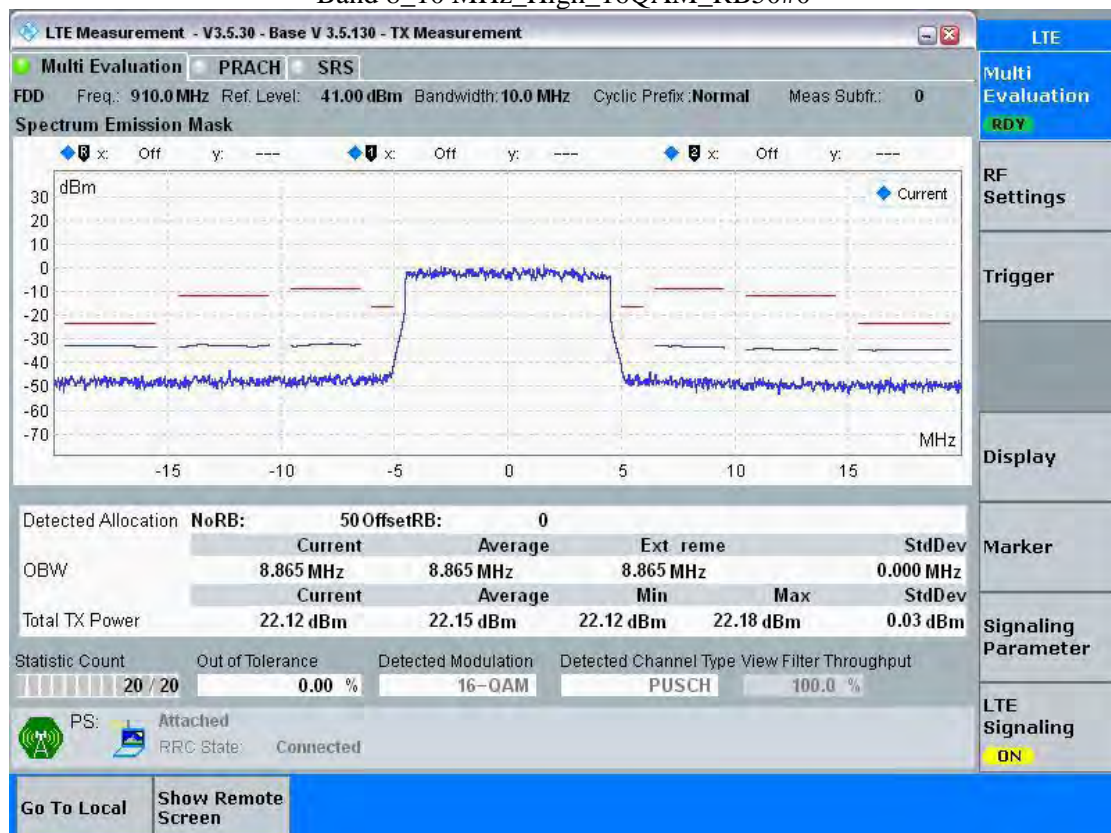 Band 8_10 MHz_High_16QAM_RB50#0
LTE Measurement - V3.5.30 - Base V 3.5.130 - TX Measurement
LTE
Multi Evaluation PRACH SRS
Multi
Evaluation
RDY
FDD Freq.: 910.0 MHz Ref. Level: 41.00 dBm Bandwidth: 10.0 MHz Cyclic Prefix :Normal Meas Subfr.: 0
Spectrum Emission Mask
R x: Off y: --- 1 x: Off y: --- 2 x: Off y: ---
RF
Settings
dBm
Current
30
20
10
0
-10
-20
-30
-40
-50
-60
-70
MHz
-15 -10 -5 0 5 10 15
Trigger
Display
Detected Allocation NoRB: 50 OffsetRB: 0
Current Average Ext reme StdDev
OBW 8.865 MHz 8.865 MHz 8.865 MHz 0.000 MHz
Current Average Min Max StdDev
Total TX Power 22.12 dBm 22.15 dBm 22.12 dBm 22.18 dBm 0.03 dBm
Marker
Signaling
Parameter
Statistic Count Out of Tolerance Detected Modulation Detected Channel Type View Filter Throughput
20 / 20 0.00 % 16-QAM PUSCH 100.0 %
PS: Attached
RRC State: Connected
LTE
Signaling
ON
Go To Local
Show Remote
Screen